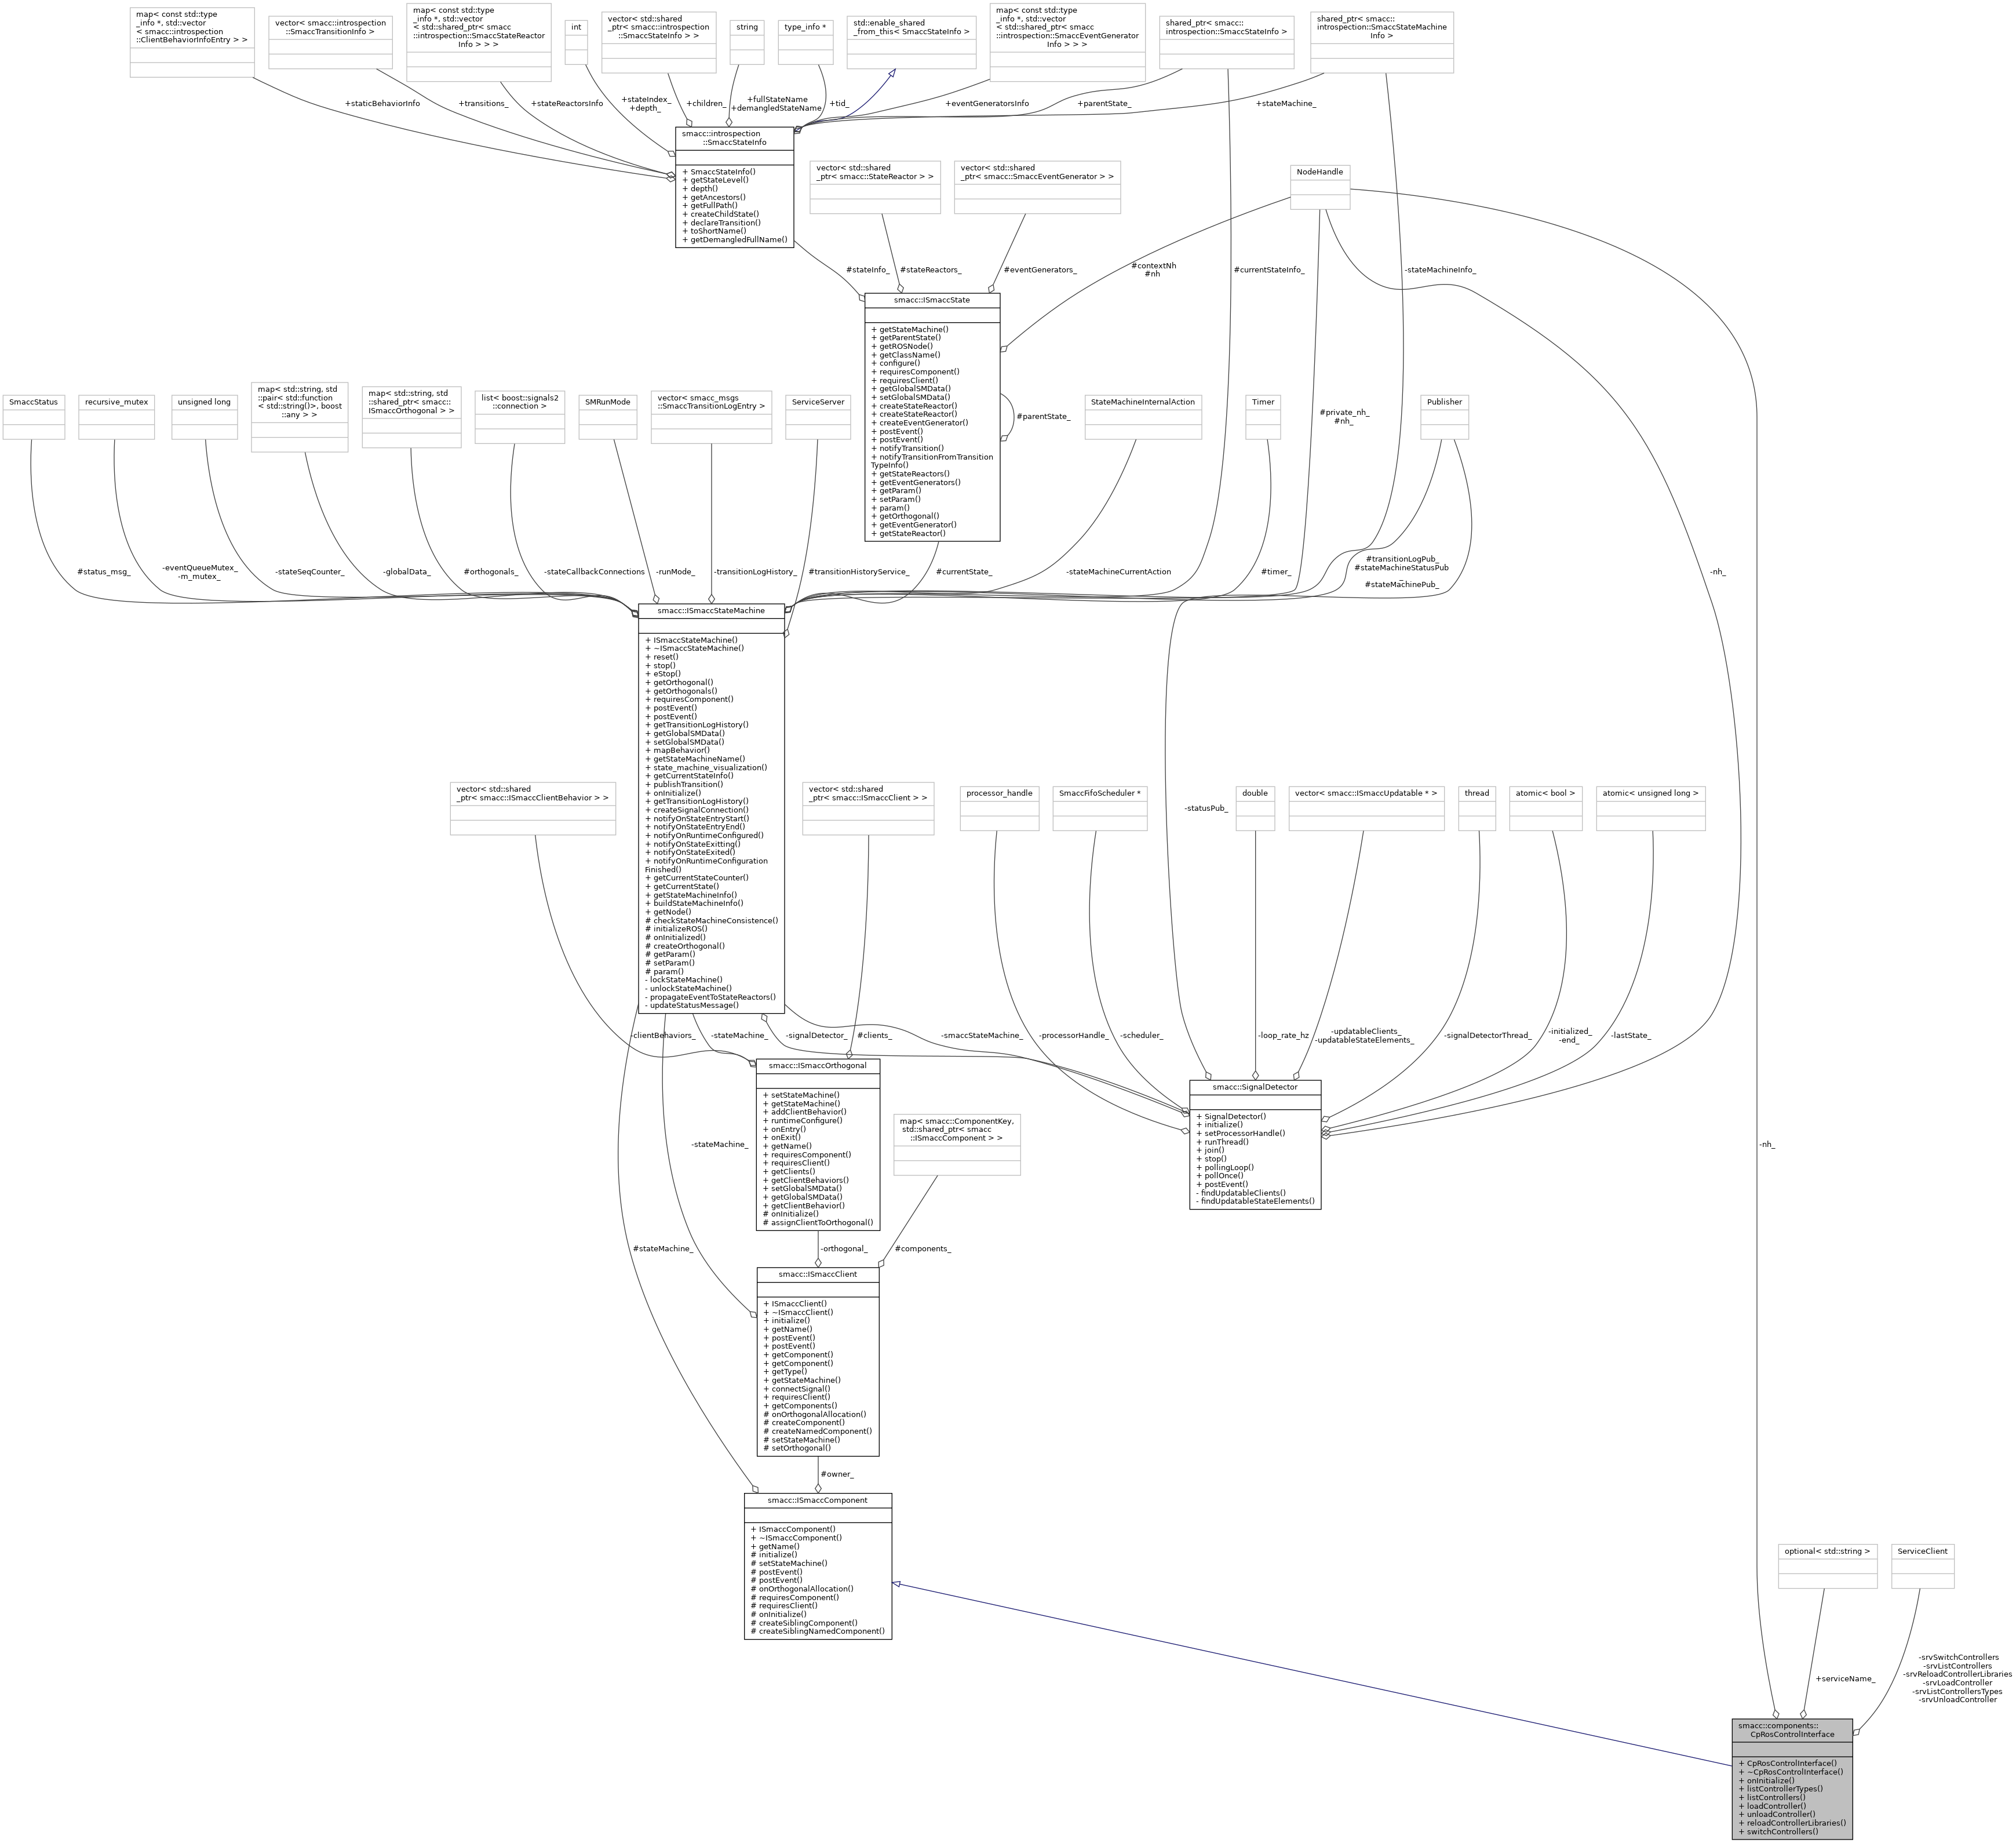 map< const std::type
_info *, std::vector
< smacc::introspection
::ClientBehaviorInfoEntry > >
vector< smacc::introspection
::SmaccTransitionInfo >
map< const std::type
_info *, std::vector
< std::shared_ptr< smacc
::introspection::SmaccStateReactor
Info > > >
int
vector< std::shared
_ptr< smacc::introspection
::SmaccStateInfo > >
string
type_info *
std::enable_shared
_from_this< SmaccStateInfo >
map< const std::type
_info *, std::vector
< std::shared_ptr< smacc
::introspection::SmaccEventGenerator
Info > > >
shared_ptr< smacc::
introspection::SmaccStateInfo >
shared_ptr< smacc::
introspection::SmaccStateMachine
Info >
+staticBehaviorInfo
+transitions_
+stateReactorsInfo
+stateIndex_
+depth_
+children_
+fullStateName
+demangledStateName
+tid_
+eventGeneratorsInfo
+parentState_
+stateMachine_
smacc::introspection
::SmaccStateInfo
+ SmaccStateInfo()
+ getStateLevel()
+ depth()
+ getAncestors()
+ getFullPath()
+ createChildState()
+ declareTransition()
+ toShortName()
+ getDemangledFullName()
vector< std::shared
_ptr< smacc::StateReactor > >
vector< std::shared
_ptr< smacc::SmaccEventGenerator > >
NodeHandle
#stateInfo_
#stateReactors_
#eventGenerators_
#contextNh
#nh
#currentStateInfo_
-stateMachineInfo_
smacc::ISmaccState
+ getStateMachine()
+ getParentState()
+ getROSNode()
+ getClassName()
+ configure()
+ requiresComponent()
+ requiresClient()
+ getGlobalSMData()
+ setGlobalSMData()
+ createStateReactor()
+ createStateReactor()
+ createEventGenerator()
+ postEvent()
+ postEvent()
+ notifyTransition()
+ notifyTransitionFromTransition
TypeInfo()
+ getStateReactors()
+ getEventGenerators()
+ getParam()
+ setParam()
+ param()
+ getOrthogonal()
+ getEventGenerator()
+ getStateReactor()
#parentState_
SmaccStatus
recursive_mutex
unsigned long
map< std::string, std
::pair< std::function
< std::string()>, boost
::any > >
map< std::string, std
::shared_ptr< smacc::
ISmaccOrthogonal > >
list< boost::signals2
::connection >
SMRunMode
vector< smacc_msgs
::SmaccTransitionLogEntry >
ServiceServer
StateMachineInternalAction
Timer
#private_nh_
#nh_
Publisher
#status_msg_
-eventQueueMutex_
-m_mutex_
-stateSeqCounter_
-globalData_
#orthogonals_
-stateCallbackConnections
-runMode_
-transitionLogHistory_
#transitionHistoryService_
#currentState_
-stateMachineCurrentAction
#timer_
#transitionLogPub_
#stateMachineStatusPub
_
#stateMachinePub_
-nh_
smacc::ISmaccStateMachine
+ ISmaccStateMachine()
+ ~ISmaccStateMachine()
+ reset()
+ stop()
+ eStop()
+ getOrthogonal()
+ getOrthogonals()
+ requiresComponent()
+ postEvent()
+ postEvent()
+ getTransitionLogHistory()
+ getGlobalSMData()
+ setGlobalSMData()
+ mapBehavior()
+ getStateMachineName()
+ state_machine_visualization()
+ getCurrentStateInfo()
+ publishTransition()
+ onInitialize()
+ getTransitionLogHistory()
+ createSignalConnection()
+ notifyOnStateEntryStart()
+ notifyOnStateEntryEnd()
+ notifyOnRuntimeConfigured()
+ notifyOnStateExitting()
+ notifyOnStateExited()
+ notifyOnRuntimeConfiguration
Finished()
+ getCurrentStateCounter()
+ getCurrentState()
+ getStateMachineInfo()
+ buildStateMachineInfo()
+ getNode()
# checkStateMachineConsistence()
# initializeROS()
# onInitialized()
# createOrthogonal()
# getParam()
# setParam()
# param()
- lockStateMachine()
- unlockStateMachine()
- propagateEventToStateReactors()
- updateStatusMessage()
vector< std::shared
_ptr< smacc::ISmaccClientBehavior > >
vector< std::shared
_ptr< smacc::ISmaccClient > >
processor_handle
SmaccFifoScheduler *
-statusPub_
double
vector< smacc::ISmaccUpdatable * >
thread
atomic< bool >
atomic< unsigned long >
-clientBehaviors_
-stateMachine_
-signalDetector_
#clients_
-smaccStateMachine_
-processorHandle_
-scheduler_
-loop_rate_hz
-updatableClients_
-updatableStateElements_
-signalDetectorThread_
-initialized_
-end_
-lastState_
smacc::ISmaccOrthogonal
+ setStateMachine()
+ getStateMachine()
+ addClientBehavior()
+ runtimeConfigure()
+ onEntry()
+ onExit()
+ getName()
+ requiresComponent()
+ requiresClient()
+ getClients()
+ getClientBehaviors()
+ setGlobalSMData()
+ getGlobalSMData()
+ getClientBehavior()
# onInitialize()
# assignClientToOrthogonal()
smacc::SignalDetector
+ SignalDetector()
+ initialize()
+ setProcessorHandle()
+ runThread()
+ join()
+ stop()
+ pollingLoop()
+ pollOnce()
+ postEvent()
- findUpdatableClients()
- findUpdatableStateElements()
map< smacc::ComponentKey,
std::shared_ptr< smacc
::ISmaccComponent > >
-stateMachine_
-nh_
#stateMachine_
-orthogonal_
#components_
smacc::ISmaccClient
+ ISmaccClient()
+ ~ISmaccClient()
+ initialize()
+ getName()
+ postEvent()
+ postEvent()
+ getComponent()
+ getComponent()
+ getType()
+ getStateMachine()
+ connectSignal()
+ requiresClient()
+ getComponents()
# onOrthogonalAllocation()
# createComponent()
# createNamedComponent()
# setStateMachine()
# setOrthogonal()
#owner_
smacc::ISmaccComponent
+ ISmaccComponent()
+ ~ISmaccComponent()
+ getName()
# initialize()
# setStateMachine()
# postEvent()
# postEvent()
# onOrthogonalAllocation()
# requiresComponent()
# requiresClient()
# onInitialize()
# createSiblingComponent()
# createSiblingNamedComponent()
optional< std::string >
ServiceClient
+serviceName_
-srvSwitchControllers
-srvListControllers
-srvReloadControllerLibraries
-srvLoadController
-srvListControllersTypes
-srvUnloadController
smacc::components::
CpRosControlInterface
+ CpRosControlInterface()
+ ~CpRosControlInterface()
+ onInitialize()
+ listControllerTypes()
+ listControllers()
+ loadController()
+ unloadController()
+ reloadControllerLibraries()
+ switchControllers()